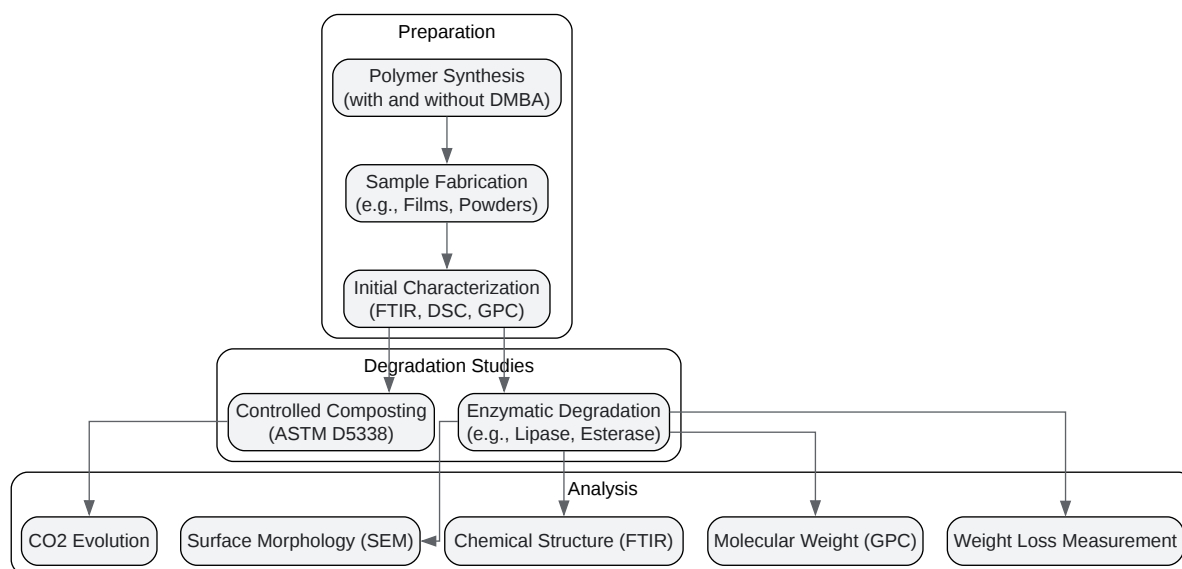 Preparation
Polymer Synthesis
(with and without DMBA)
Sample Fabrication
(e.g., Films, Powders)
Initial Characterization
(FTIR, DSC, GPC)
Degradation Studies
Controlled Composting
(ASTM D5338)
Enzymatic Degradation
(e.g., Lipase, Esterase)
Analysis
CO2 Evolution
Surface Morphology (SEM)
Chemical Structure (FTIR)
Molecular Weight (GPC)
Weight Loss Measurement